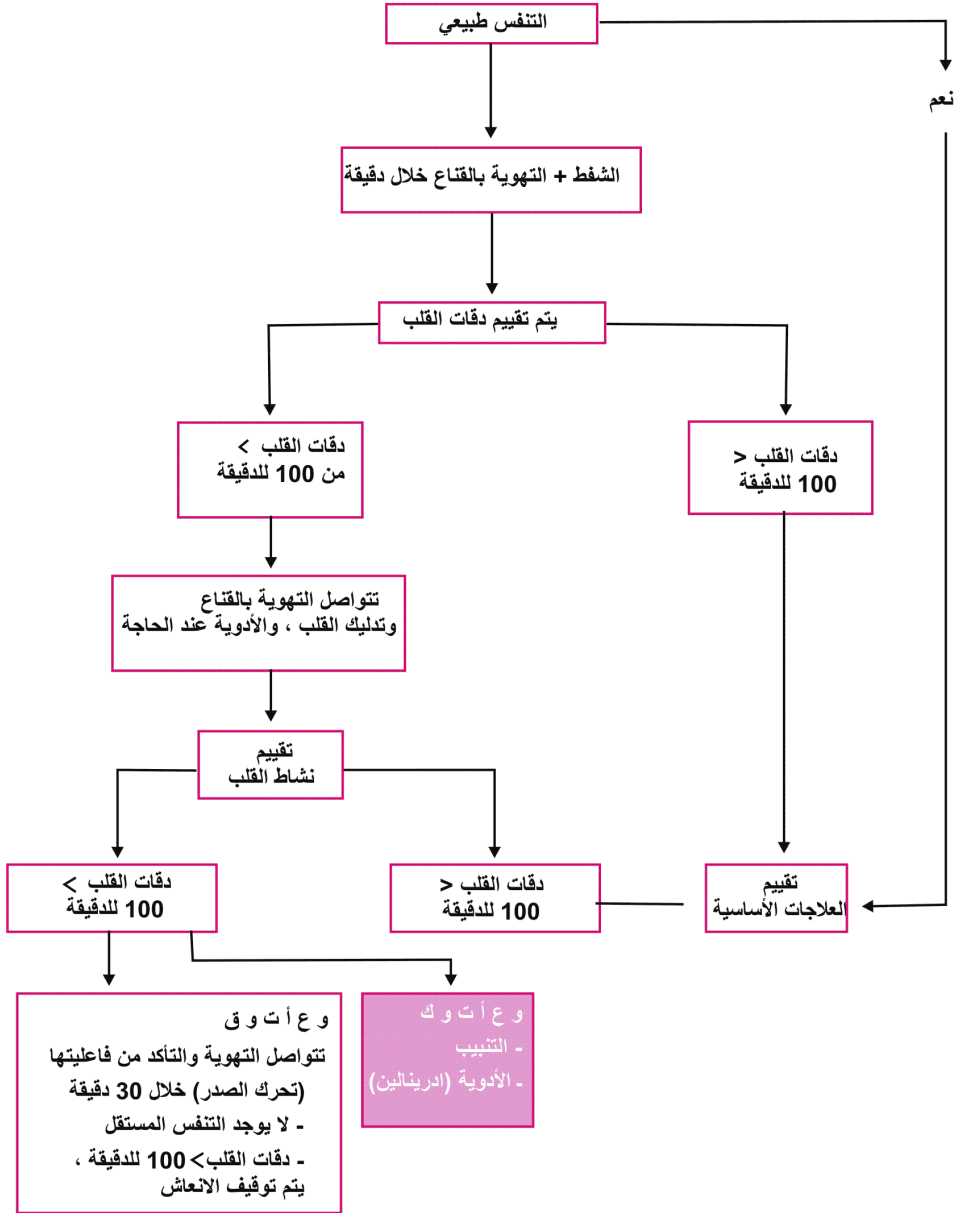 التنفس طبيعي
نعم
الشفط + التهوية بالقناع خلال دقيقة
يتم تقييم دقات القلب
دقات القلب >
100 للدقيقة
دقات القلب <
من 100 للدقيقة
تتواصل التهوية بالقناع
وتدليك القلب ، والأدوية عند الحاجة
تقييم
نشاط القلب
تقييم
العلاجات الأساسية
دقات القلب >
100 للدقيقة
دقات القلب <
100 للدقيقة
و ع أ ت و ك
- التنبيب
- الأدوية (ادرينالين)
و ع أ ت و ق
تتواصل التهوية والتأكد من فاعليتها
(تحرك الصدر) خلال 30 دقيقة
- لا يوجد التنفس المستقل
- دقات القلب< 100 للدقيقة ،
يتم توقيف الانعاش